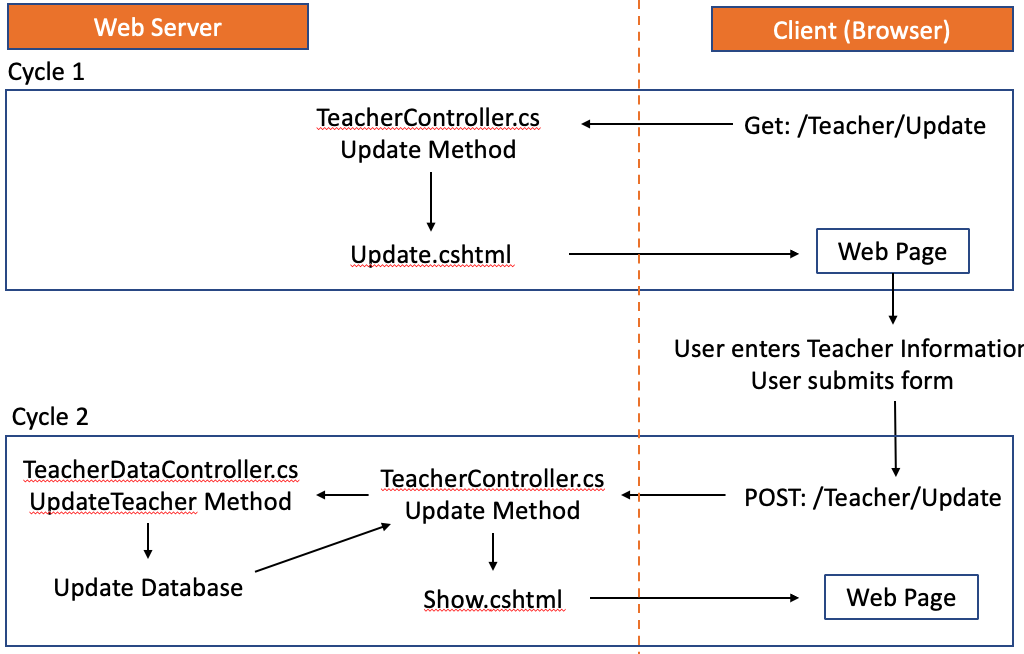 Web Server
Client (Browser)
Cycle 1
TeacherController.cs
Update Method
Get: /Teacher/Update
Update.cshtml
Web Page
User enters Teacher Information
User submits form
Cycle 2
TeacherDataController.cs
UpdateTeacher Method
TeacherController.cs
Update Method
POST: /Teacher/Update
Update Database
Show.cshtml
Web Page